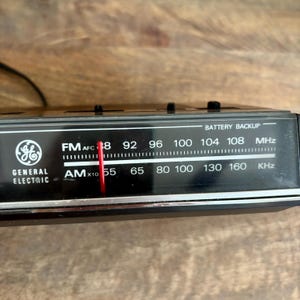 BATTERY BACKUP
FM AFC 88 92 96 100 104 108 MHz
AM X10 55 65 80 100 130 160 KHz
GE
GENERAL
ELECTRIC